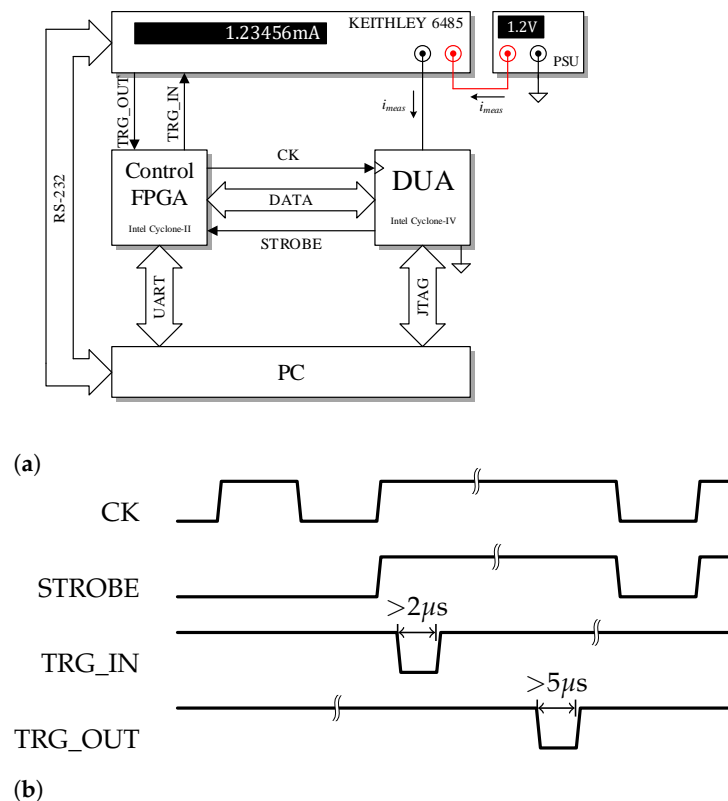 KEITHLEY 6485
1.23456mA
1.2V
PSU
TRG_OUT
TRG_IN
i_meas
i_meas
RS-232
CK
Control
FPGA
Intel Cyclone-II
DATA
DUA
Intel Cyclone-IV
STROBE
UART
JTAG
PC
(a)
CK
STROBE
>2μs
TRG_IN
>5μs
TRG_OUT
(b)